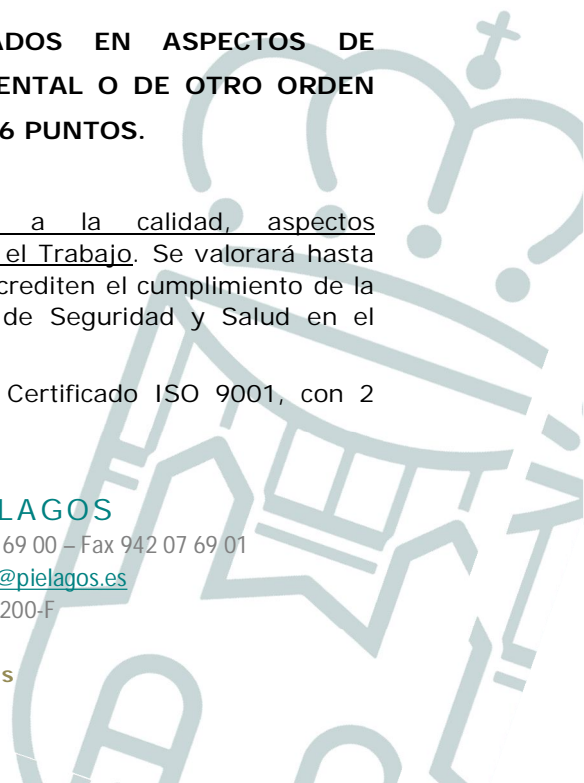 ADOS EN ASPECTOS DE
ENTAL O DE OTRO ORDEN
6 PUNTOS.
a la calidad, aspectos
el Trabajo. Se valorará hasta
crediten el cumplimiento de la
de Seguridad y Salud en el
Certificado ISO 9001, con 2
LAGOS
69 00 – Fax 942 07 69 01
@pielagos.es
200-F
s